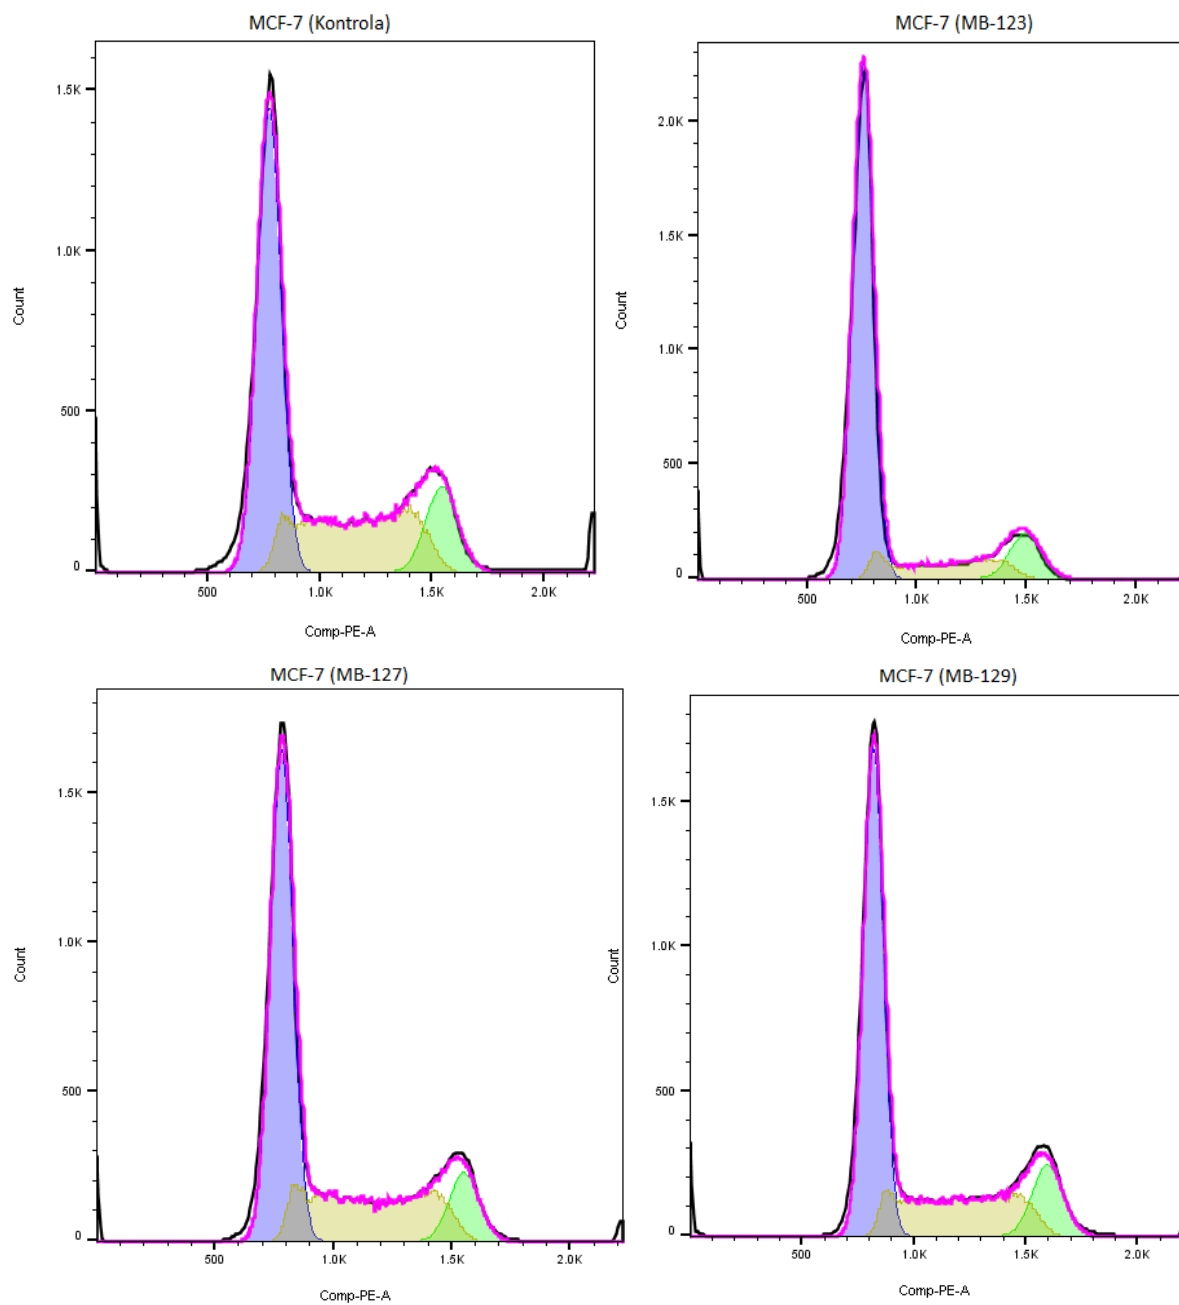 MCF-7 (Kontrola)
1.5K
1.0K
500
0
Count
500
1.0K
1.5K
2.0K
Comp-PE-A
MCF-7 (MB-123)
2.0K
1.5K
1.0K
500
0
Count
500
1.0K
1.5K
2.0K
Comp-PE-A
MCF-7 (MB-127)
1.5K
1.0K
500
0
Count
500
1.0K
1.5K
2.0K
Comp-PE-A
MCF-7 (MB-129)
1.5K
1.0K
500
0
Count
500
1.0K
1.5K
2.0K
Comp-PE-A